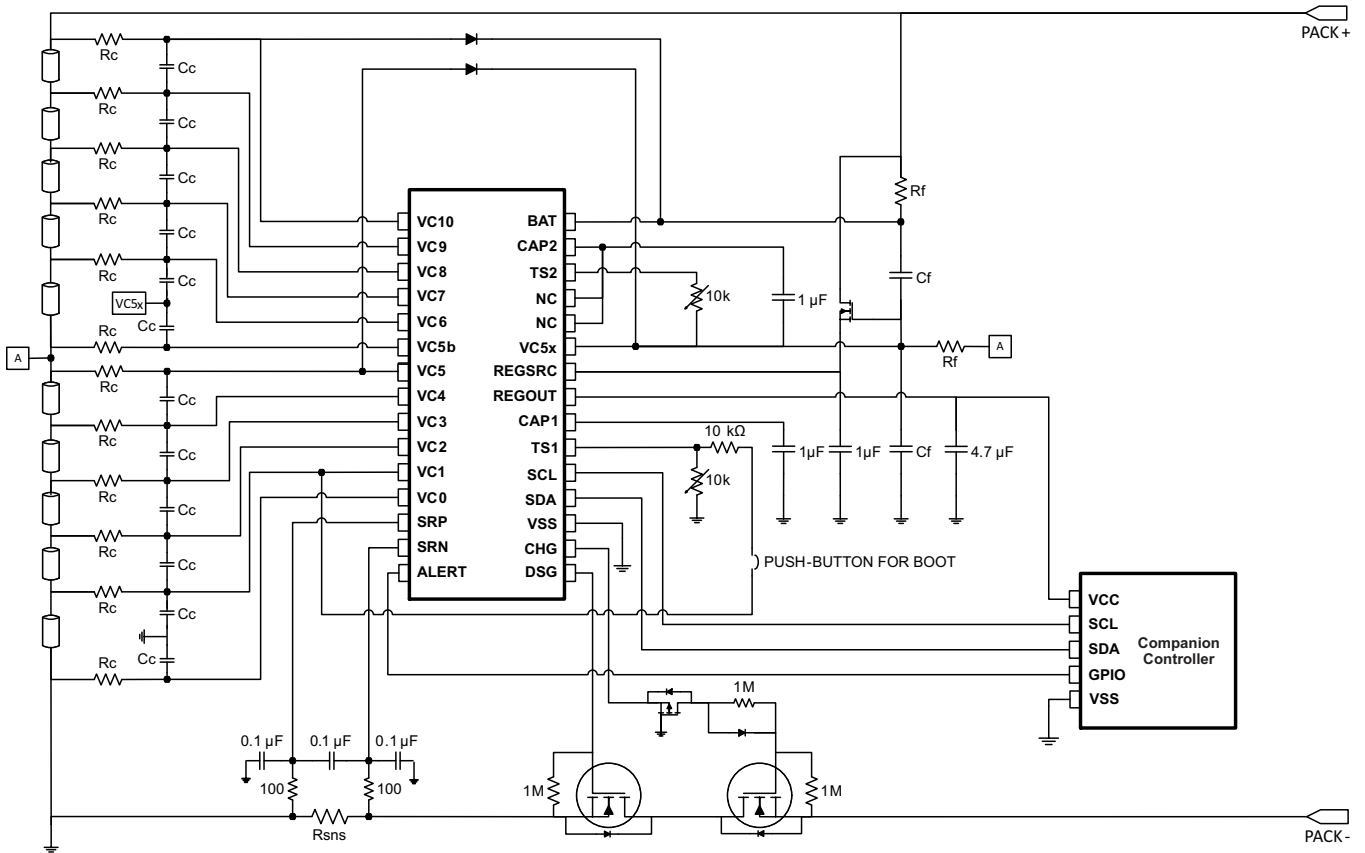 PACK+
Rc
Cc
Rc
Cc
Rc
Cc
Rc
Cc
Rc
Cc
VC5x
Cc
Rc
A
Rc
Cc
Rc
Cc
Rc
Cc
Rc
Cc
Rc
Cc
Cc
Rc
VC10
VC9
VC8
VC7
VC6
VC5b
VC5
VC4
VC3
VC2
VC1
VC0
SRP
SRN
ALERT
BAT
CAP2
TS2
NC
NC
VC5x
REGSRC
REGOUT
CAP1
TS1
SCL
SDA
VSS
CHG
DSG
10k
1 µF
Rf
Cf
Rf
A
10 kΩ
10k
1µF
1µF
Cf
4.7 µF
PUSH-BUTTON FOR BOOT
VCC
SCL
SDA
GPIO
VSS
Companion
Controller
0.1 µF
0.1 µF
0.1 µF
100
100
Rsns
1M
1M
1M
PACK-